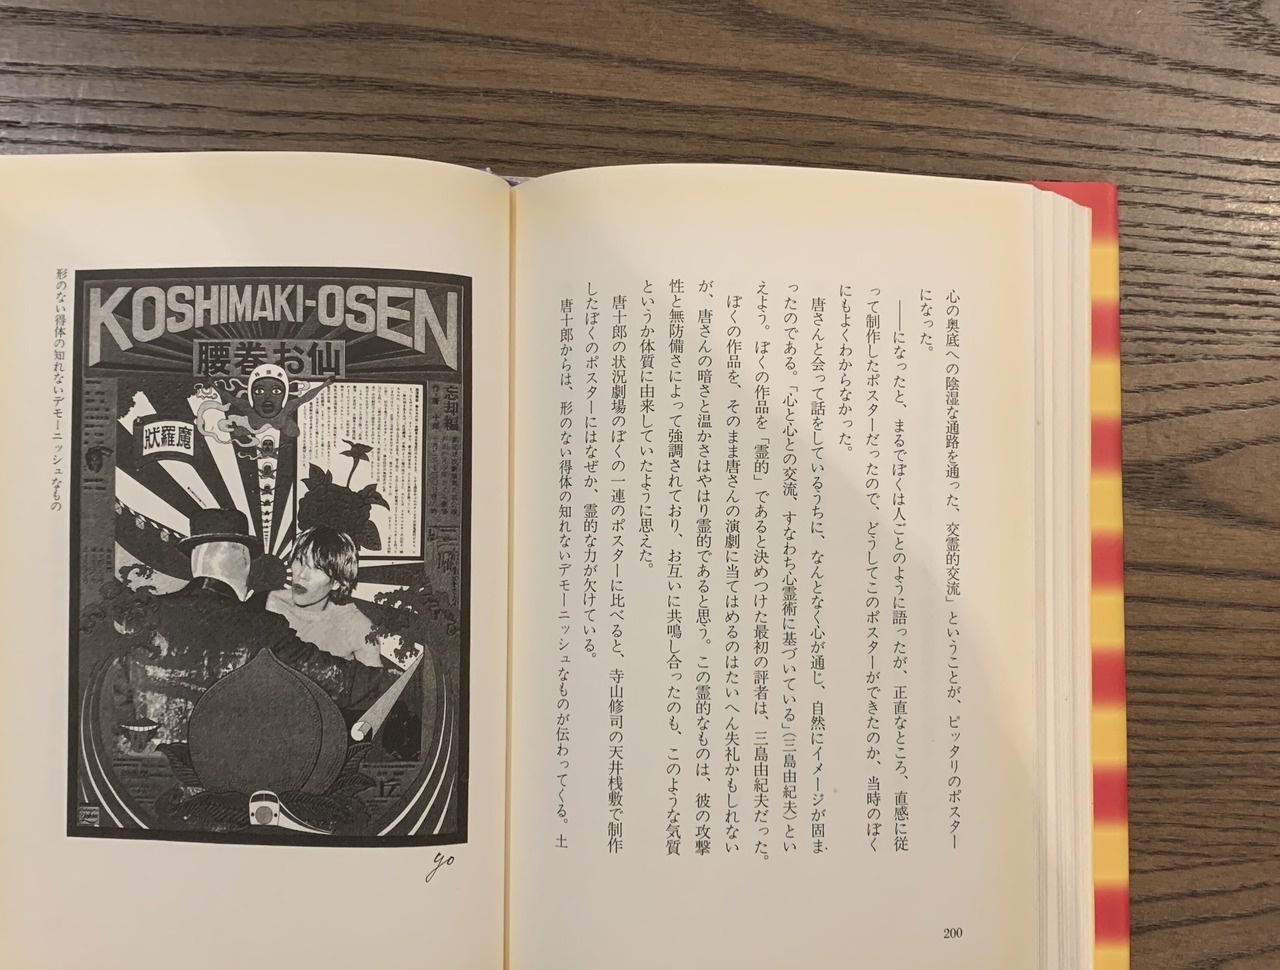 心の奥底への陰湿な通路を通った、交霊的交流」ということが、ピッタリのポスター
になった。
――になったと、まるでぼくは人ごとのように語ったが、正直なところ、直感に従
って制作したポスターだったので、どうしてこのポスターができたのか、当時のぼく
にもよくわからなかった。
唐さんと会って話をしているうちに、なんとなく心が通じ、自然にイメージが固ま
ったのである。「心と心との交流、すなわち心霊術に基づいている」(三島由紀夫)とい
えよう。ぼくの作品を「霊的」であると決めつけた最初の評者は、三島由紀夫だった。
ぼくの作品を、そのまま唐さんの演劇に当てはめるのはたいへん失礼かもしれない
が、唐さんの暗さと温かさはやはり霊的であると思う。この霊的なものは、彼の攻撃
性と無防備さによって強調されており、お互いに共鳴し合ったのも、このような気質
というか体質に由来していたように思えた。
唐十郎の状況劇場のぼくの一連のポスターに比べると、寺山修司の天井桟敷で制作
したぼくのポスターにはなぜか、霊的な力が欠けている。
唐十郎からは、形のない得体の知れないデモーニッシュなものが伝わってくる。土
200
KOSHIMAKI-OSEN
腰巻お仙
忘却編
狀羅魔
yo
形のない得体の知れないデモーニッシュなもの